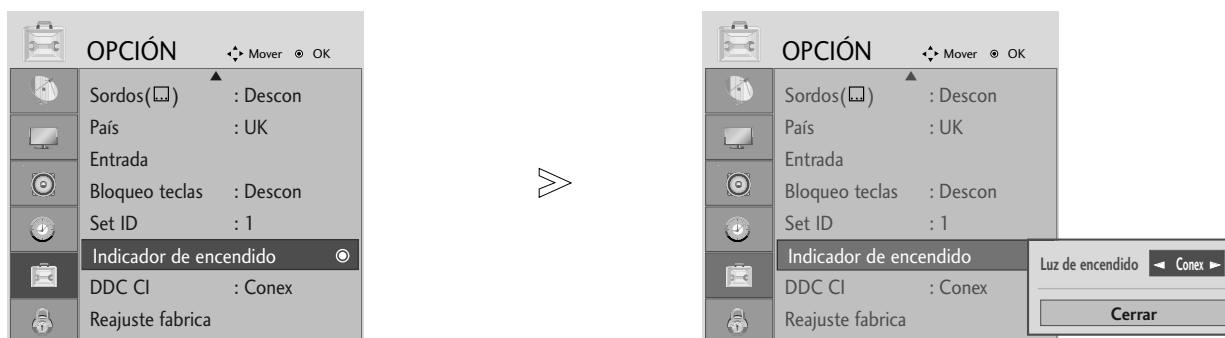 OPCIÓN Mover OK
Sordos( ) : Descon
País : UK
Entrada
Bloqueo teclas : Descon
Set ID : 1
Indicador de encendido
DDC CI : Conex
Reajuste fabrica
OPCIÓN Mover OK
Sordos( ) : Descon
País : UK
Entrada
Bloqueo teclas : Descon
Set ID : 1
Indicador de encendido
DDC CI : Conex
Reajuste fabrica
Luz de encendido ◄ Conex ►
Cerrar